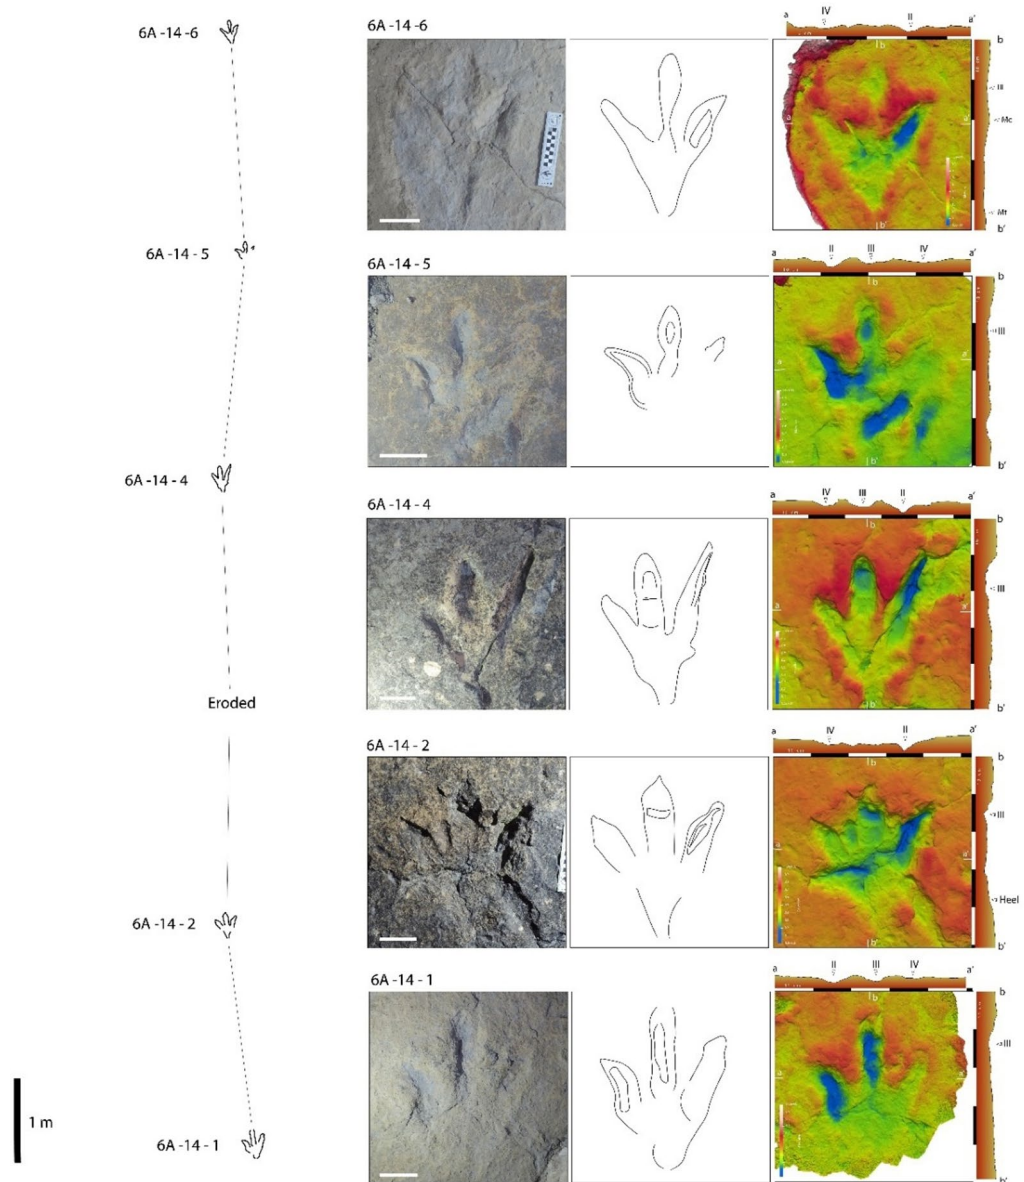 6A -14 -6
6A -14 - 5
6A -14 - 4
Eroded
6A -14 - 2
6A -14 - 1
1 m
6A -14 -6
a IV II a'
b
III
Mc
Mt
b'
a a'
b
b'
6A -14 - 5
a II III IV a'
b
III
b'
a a'
b
b'
6A -14 - 4
a IV III II a'
b
III
b'
a a'
b
b'
6A -14 - 2
a IV II a'
b
III
Heel
b'
a a'
b
b'
6A -14 - 1
a II III IV a'
b
III
b'
a a'
b
b'